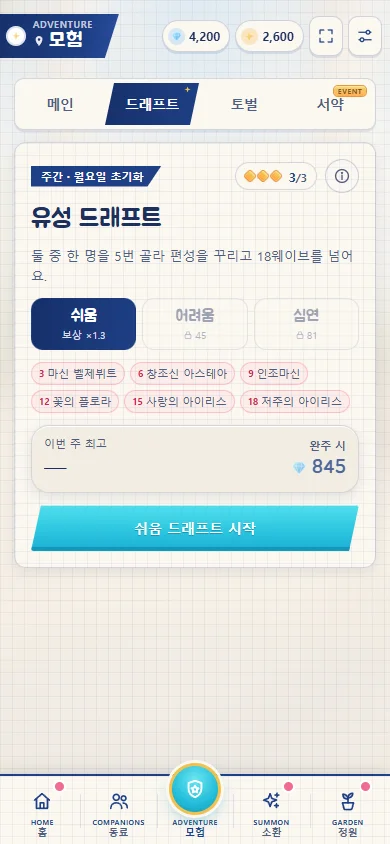 ADVENTURE
모험
4,200
2,600
메인
드래프트
토벌
EVENT
서약
주간 · 월요일 초기화
3/3
유성 드래프트
둘 중 한 명을 5번 골라 편성을 꾸리고 18웨이브를 넘어
요.
쉬움
보상 ×1.3
어려움
45
심연
81
3 마신 벨제뷔트
6 창조신 아스테아
9 인조마신
12 꽃의 플로라
15 사랑의 아이리스
18 저주의 아이리스
이번 주 최고
—
완주 시
845
쉬움 드래프트 시작
HOME
홈
COMPANIONS
동료
ADVENTURE
모험
SUMMON
소환
GARDEN
정원